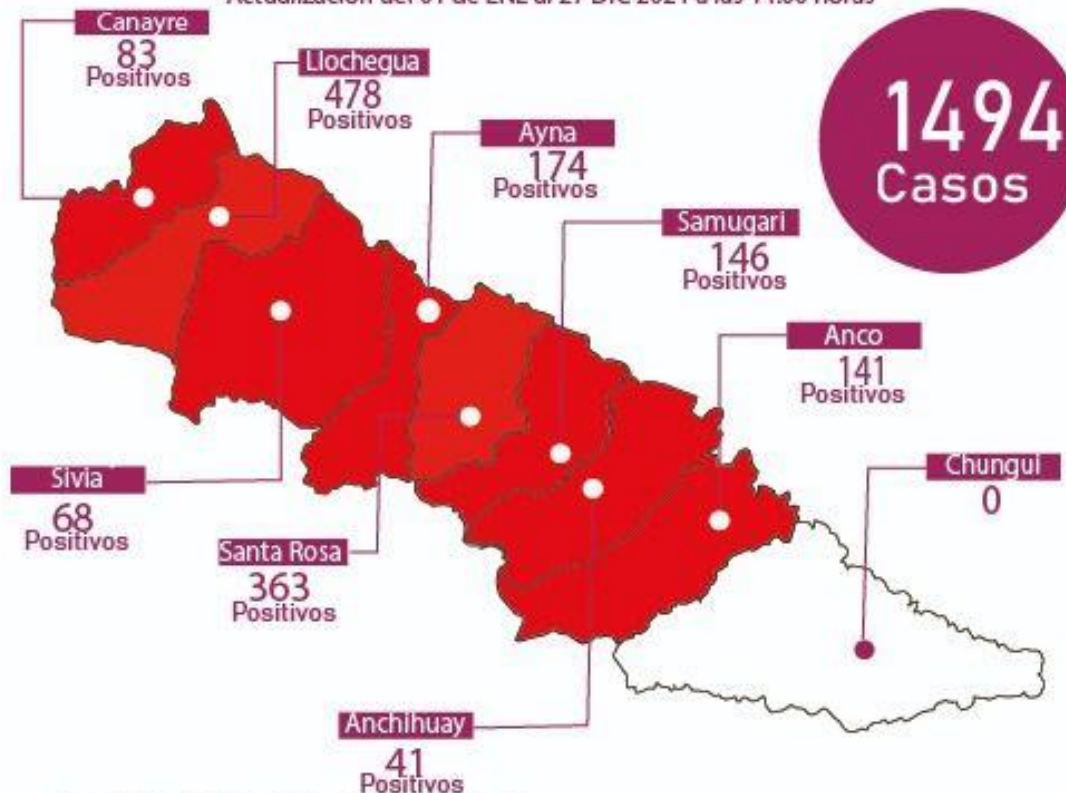 Canayre
83
Positivos
Llochegua
478
Positivos
Ayna
174
Positivos
1494
Casos
Samugari
146
Positivos
Anco
141
Positivos
Sivia
68
Positivos
Chungui
0
Santa Rosa
363
Positivos
Anchihuay
41
Positivos